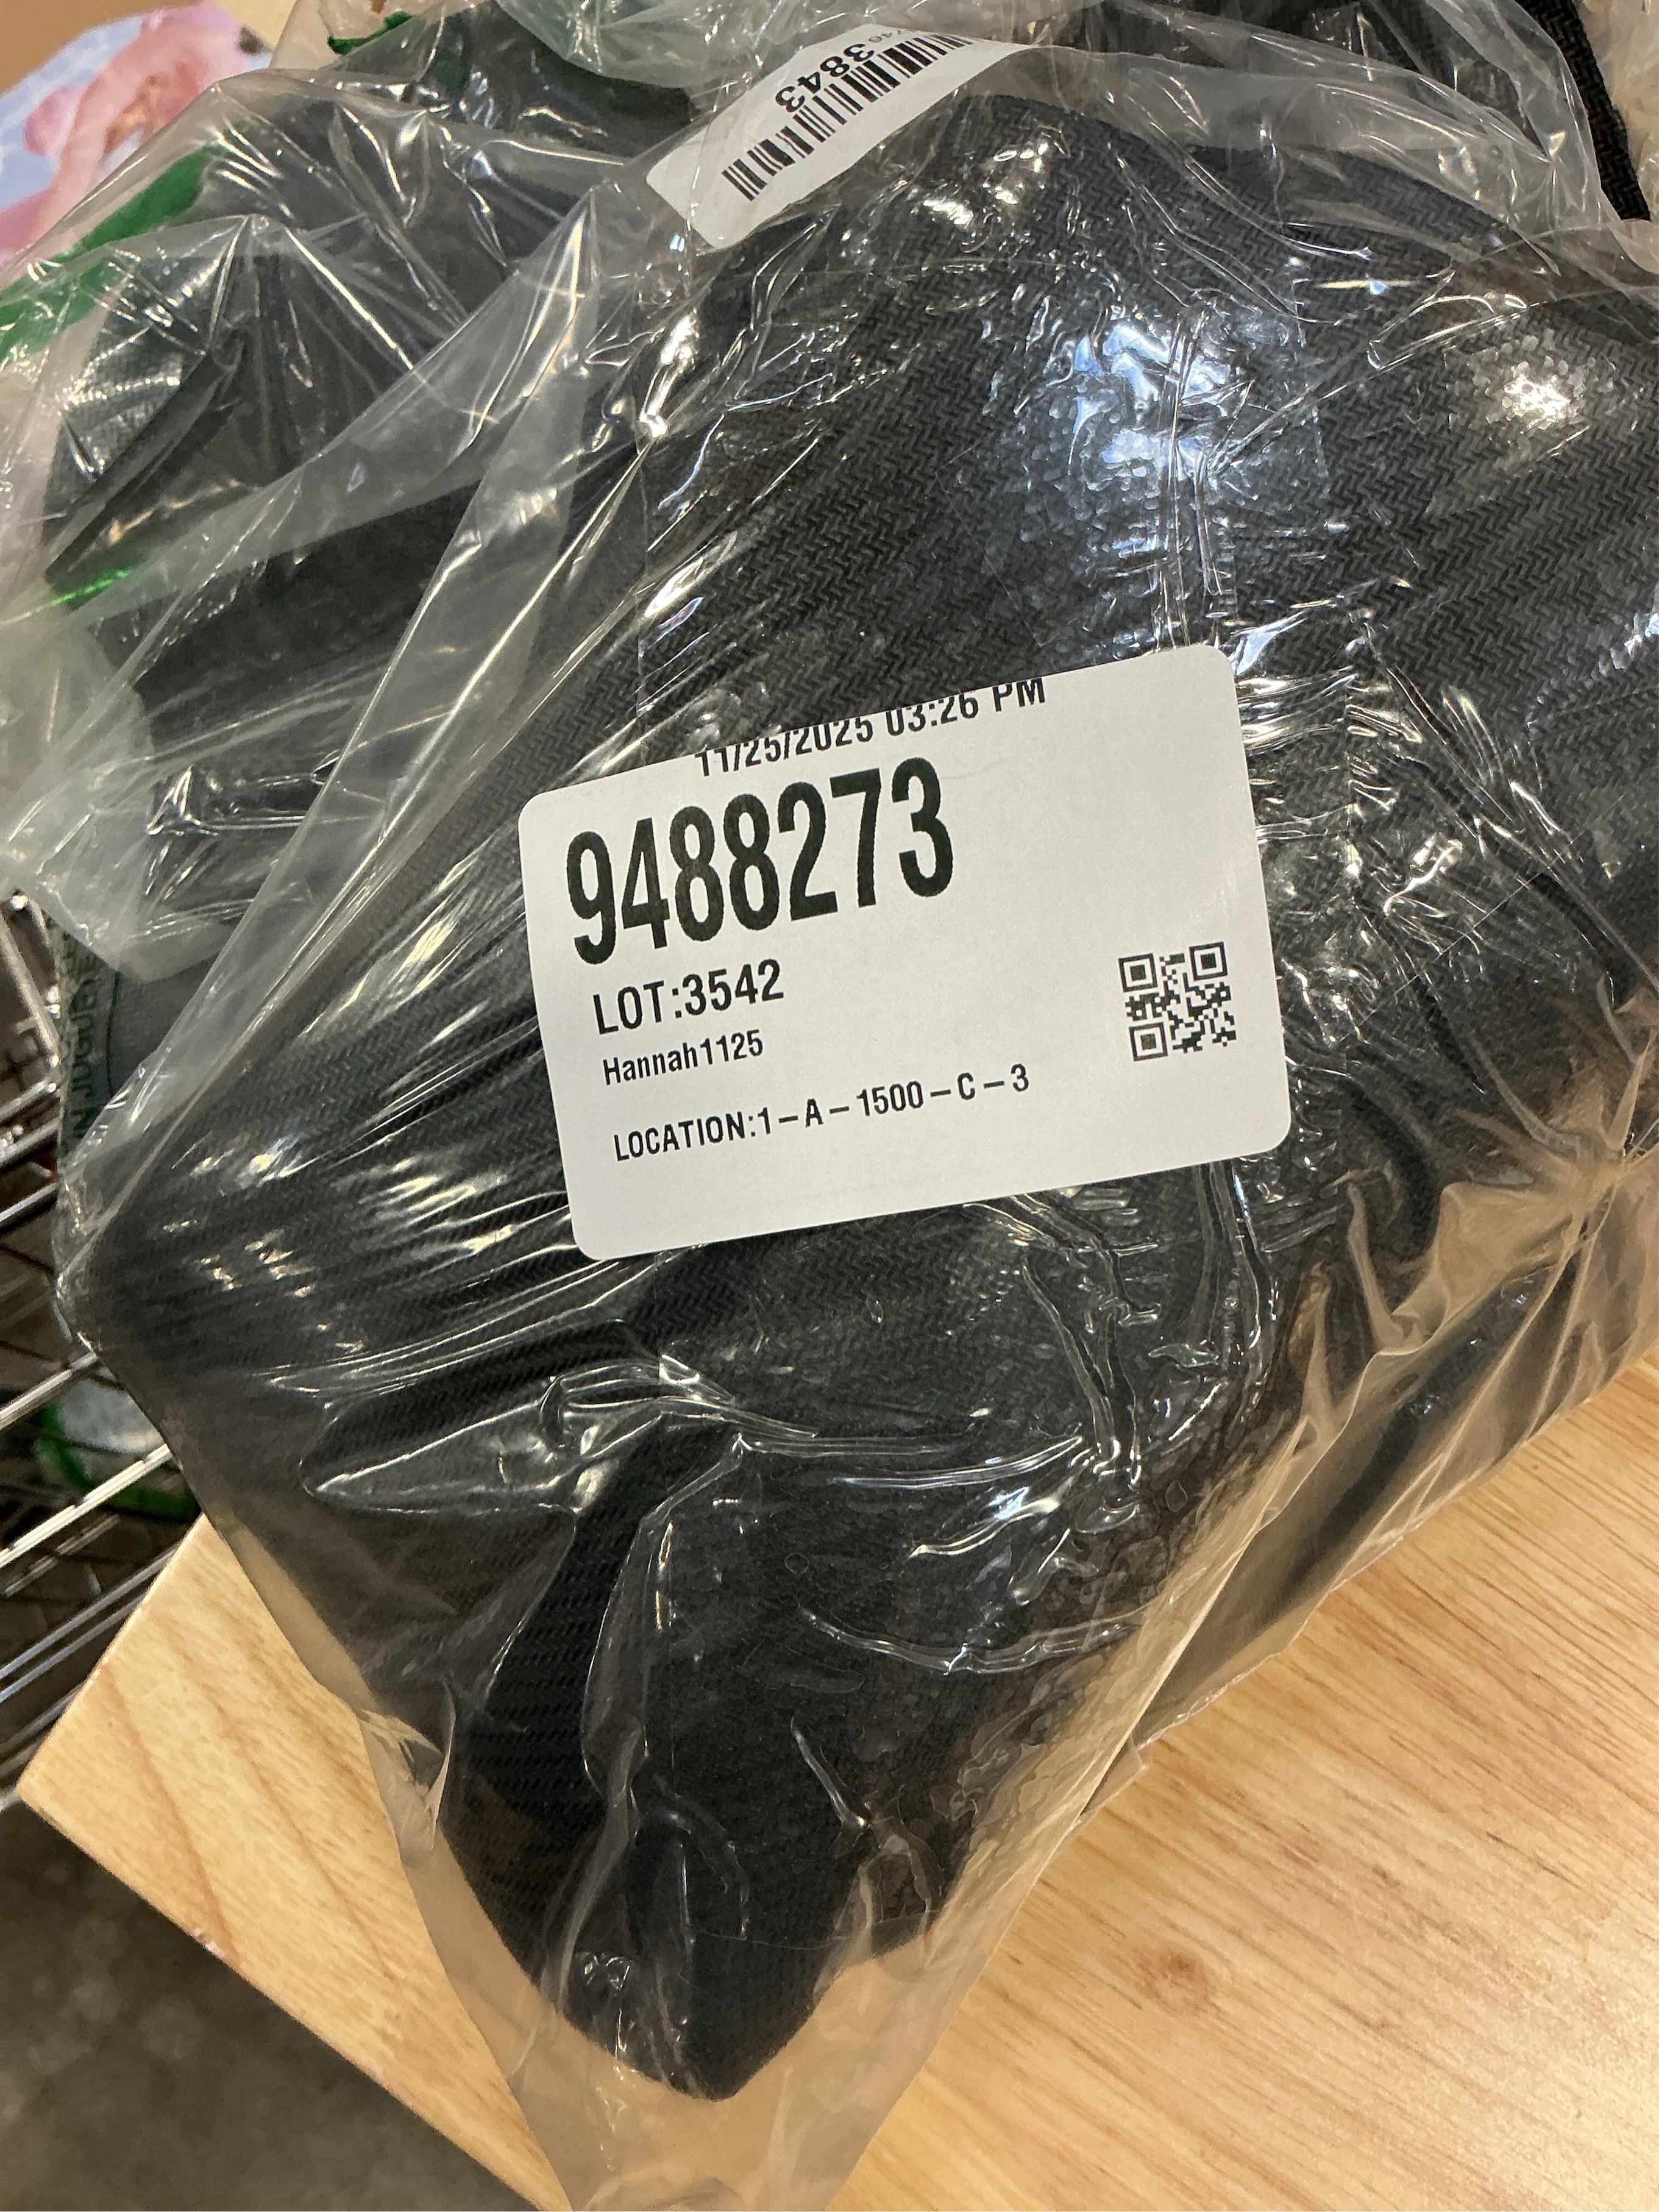 3843
11/25/2025 03:26 PM
9488273
LOT:3542
Hannah1125
LOCATION:1-A-1500-C-3